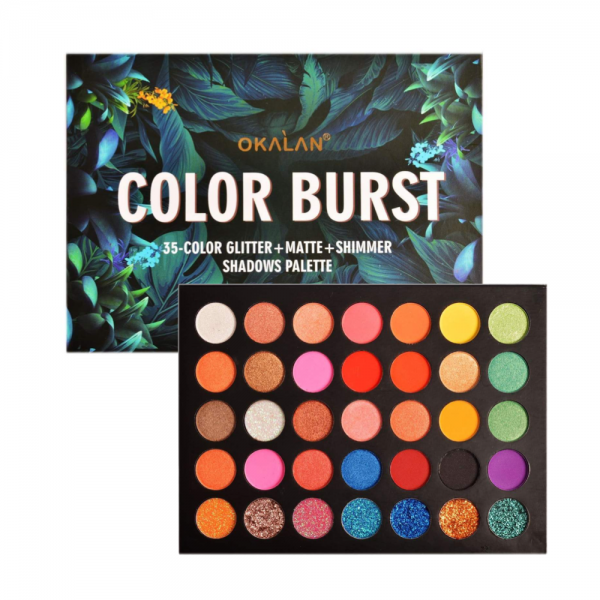 OKALAN®
COLOR BURST
35-COLOR GLITTER+MATTE+SHIMMER
SHADOWS PALETTE